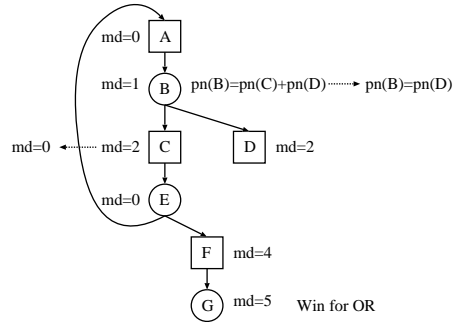 md=0 A
md=1 B pn(B)=pn(C)+pn(D) pn(B)=pn(D)
md=0 md=2 C D md=2
md=0 E
F md=4
G md=5 Win for OR